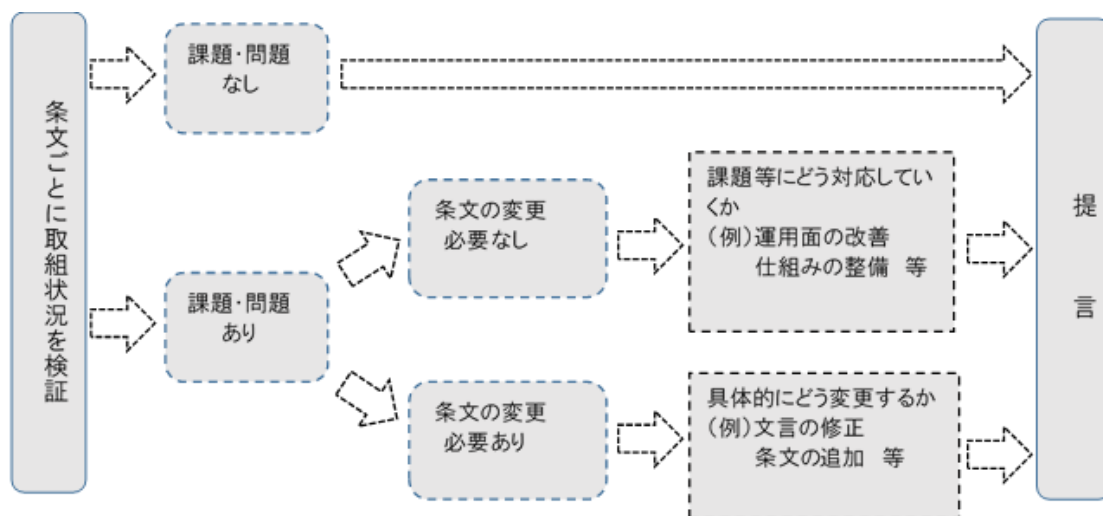 条文ごとに取組状況を検証
課題・問題
なし
課題・問題
あり
条文の変更
必要なし
条文の変更
必要あり
課題等にどう対応してい
くか
(例)運用面の改善
仕組みの整備 等
具体的にどう変更するか
(例)文言の修正
条文の追加 等
提言